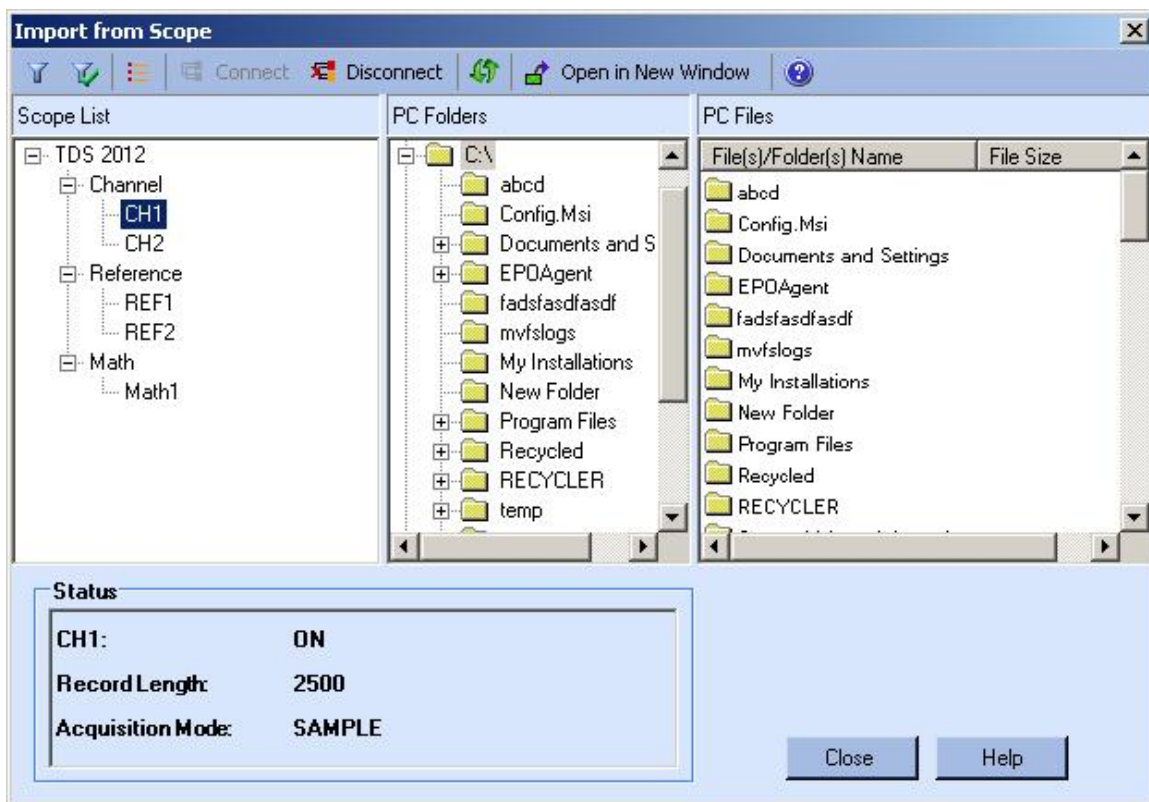 Import from Scope
Connect Disconnect Open in New Window
Scope List
TDS 2012
Channel
CH1
CH2
Reference
REF1
REF2
Math
Math1
PC Folders
C:\
abcd
Config.Msi
Documents and S
EPOAgent
fadsfasdfasdf
mvfslogs
My Installations
New Folder
Program Files
Recycled
RECYCLER
temp
PC Files
File(s)/Folder(s) Name File Size
abcd
Config.Msi
Documents and Settings
EPOAgent
fadsfasdfasdf
mvfslogs
My Installations
New Folder
Program Files
Recycled
RECYCLER
Status
CH1: ON
Record Length: 2500
Acquisition Mode: SAMPLE
Close Help